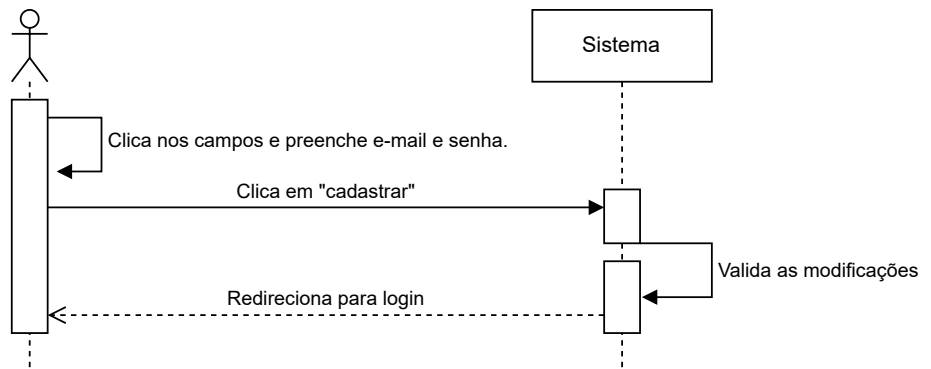 Sistema
Clica nos campos e preenche e-mail e senha.
Clica em "cadastrar"
Valida as modificações
Redireciona para login